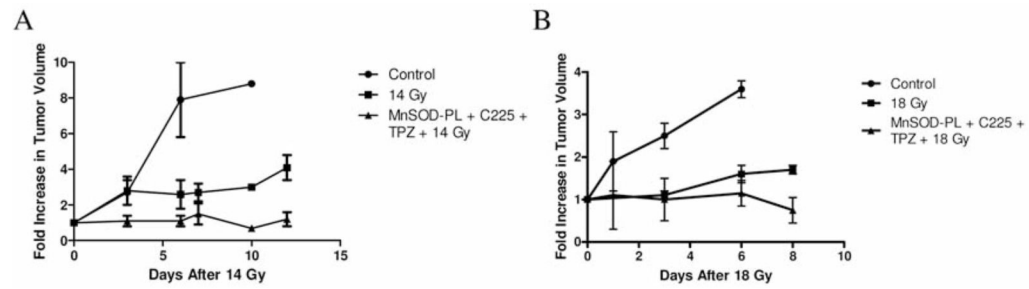 A
Fold Increase in Tumor Volume
10
8
6
4
2
0
0
5
10
15
Days After 14 Gy
Control
14 Gy
MnSOD-PL + C225 +
TPZ + 14 Gy
B
Fold Increase in Tumor Volume
4
3
2
1
0
0
2
4
6
8
10
Days After 18 Gy
Control
18 Gy
MnSOD-PL + C225 +
TPZ + 18 Gy